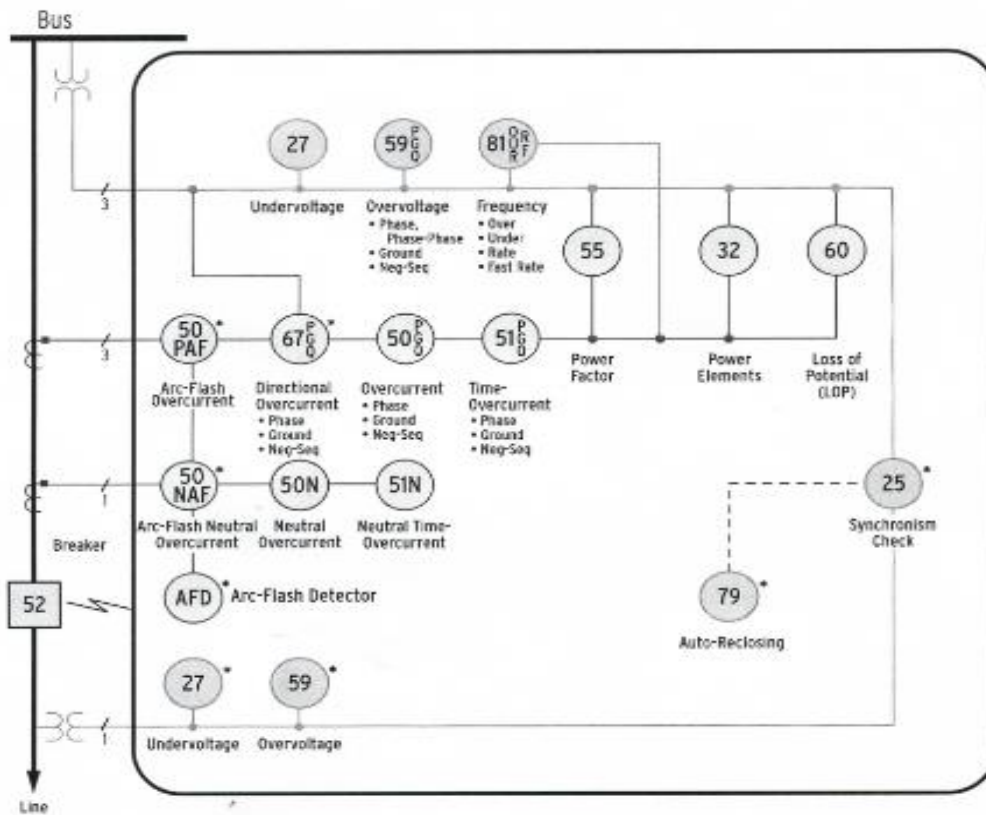 Bus
27
59 P G Q
81 O U R R F
3
Undervoltage
Overvoltage
• Phase,
Phase-Phase
• Ground
• Neg-Seq
Frequency
• Over
• Under
• Rate
• Fast Rate
55
32
60
50 PAF *
67 P G Q *
50 P G Q
51 P G Q
3
Arc-Flash
Overcurrent
Directional
Overcurrent
• Phase
• Ground
• Neg-Seq
Overcurrent
• Phase
• Ground
• Neg-Seq
Time-
Overcurrent
• Phase
• Ground
• Neg-Seq
Power
Factor
Power
Elements
Loss of
Potential
(LOP)
50 NAF *
50N
51N
25 *
1
Arc-Flash Neutral
Overcurrent
Neutral
Overcurrent
Neutral Time-
Overcurrent
Synchronism
Check
Breaker
52
AFD *
Arc-Flash Detector
79 *
Auto-Reclosing
27 *
59 *
1
Undervoltage
Overvoltage
Line